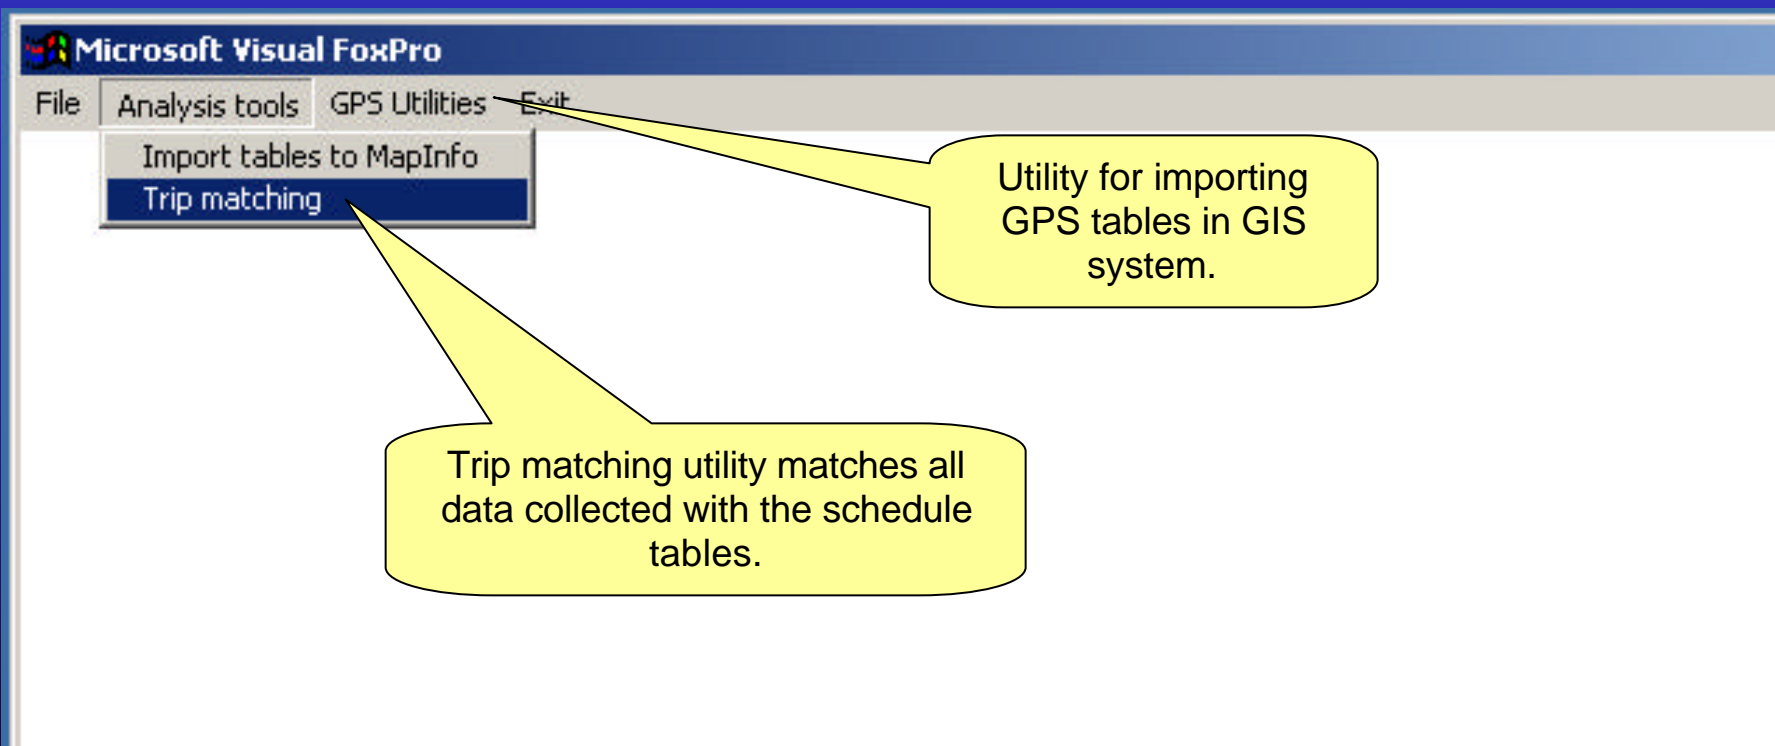 Microsoft Visual FoxPro
File Analysis tools GPS Utilities Exit
Import tables to MapInfo
Trip matching
Utility for importing
GPS tables in GIS
system.
Trip matching utility matches all
data collected with the schedule
tables.